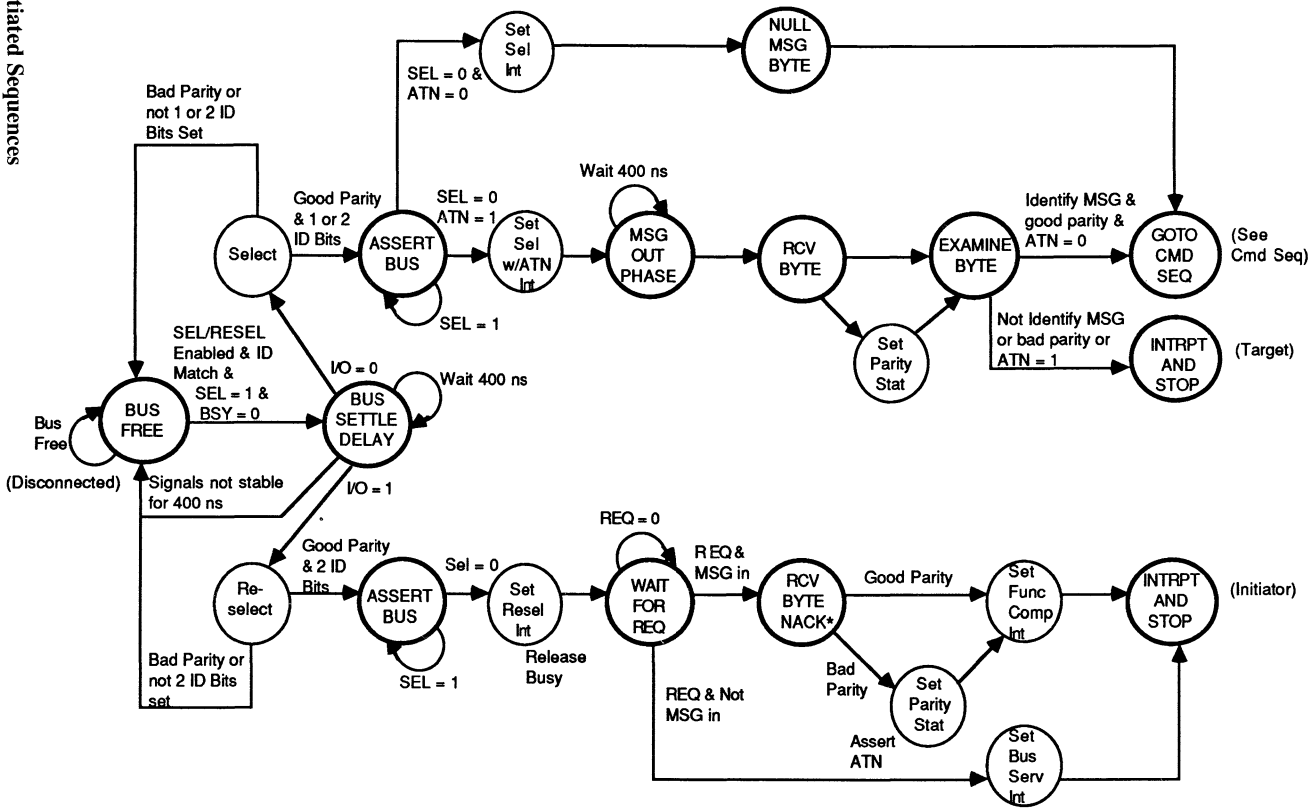 tiated Sequences
Set
Sel
Int
NULL
MSG
BYTE
SEL = 0 &
ATN = 0
Bad Parity or
not 1 or 2 ID
Bits Set
Wait 400 ns
Good Parity
& 1 or 2
ID Bits
SEL = 0
ATN = 1
Identify MSG &
good parity &
ATN = 0
Select
ASSERT
BUS
Set
Sel
w/ATN
Int
MSG
OUT
PHASE
RCV
BYTE
EXAMINE
BYTE
GOTO
CMD
SEQ
(See
Cmd Seq)
SEL = 1
Set
Parity
Stat
Not Identify MSG
or bad parity or
ATN = 1
INTRPT
AND
STOP
(Target)
SEL/RESEL
Enabled & ID
Match &
SEL = 1 &
BSY = 0
I/O = 0
Wait 400 ns
Bus
Free
BUS
FREE
BUS
SETTLE
DELAY
(Disconnected)
Signals not stable
for 400 ns
I/O = 1
REQ = 0
Good Parity
& 2 ID
Bits
Sel = 0
REQ &
MSG in
Good Parity
Re-
select
ASSERT
BUS
Set
Resel
Int
WAIT
FOR
REQ
RCV
BYTE
NACK*
Set
Func
Comp
Int
INTRPT
AND
STOP
(Initiator)
Release
Busy
SEL = 1
Bad Parity or
not 2 ID Bits
set
Bad
Parity
Set
Parity
Stat
REQ & Not
MSG in
Assert
ATN
Set
Bus
Serv
Int